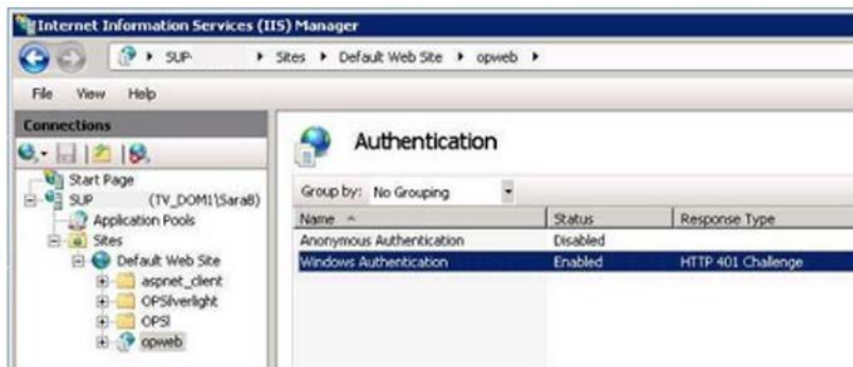 Internet Information Services (IIS) Manager
SUP- Sites Default Web Site opweb
File View Help
Connections
Start Page
SUP (TV_DOM1\SaraB)
Application Pools
Sites
Default Web Site
aspnet_client
OPSilverlight
OPSI
opweb
Authentication
Group by: No Grouping
Name Status Response Type
Anonymous Authentication Disabled
Windows Authentication Enabled HTTP 401 Challenge